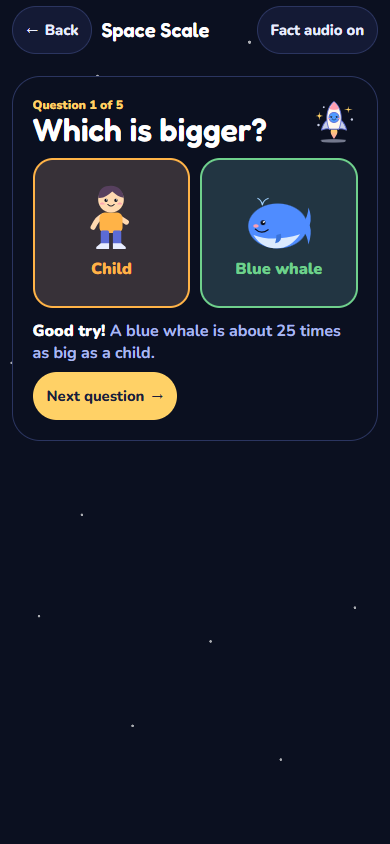 ← Back
Space Scale
Fact audio on
Question 1 of 5
Which is bigger?
Child
Blue whale
Good try! A blue whale is about 25 times
as big as a child.
Next question →